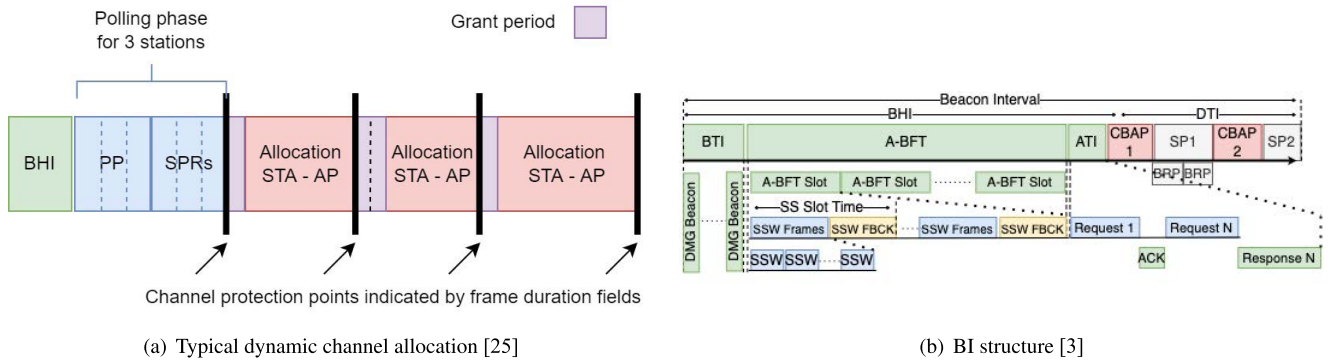 Polling phase
for 3 stations
Grant period
BHI
PP
SPRs
Allocation
STA - AP
Allocation
STA - AP
Allocation
STA - AP
Channel protection points indicated by frame duration fields
(a) Typical dynamic channel allocation [25]
Beacon Interval
BHI
DTI
BTI
A-BFT
ATI
CBAP
1
SP1
CBAP
2
SP2
BRP
BRP
A-BFT Slot
A-BFT Slot
A-BFT Slot
SS Slot Time
DMG Beacon
DMG Beacon
SSW Frames
SSW FBCK
SSW Frames
SSW FBCK
Request 1
Request N
SSW
SSW
SSW
ACK
Response N
(b) BI structure [3]